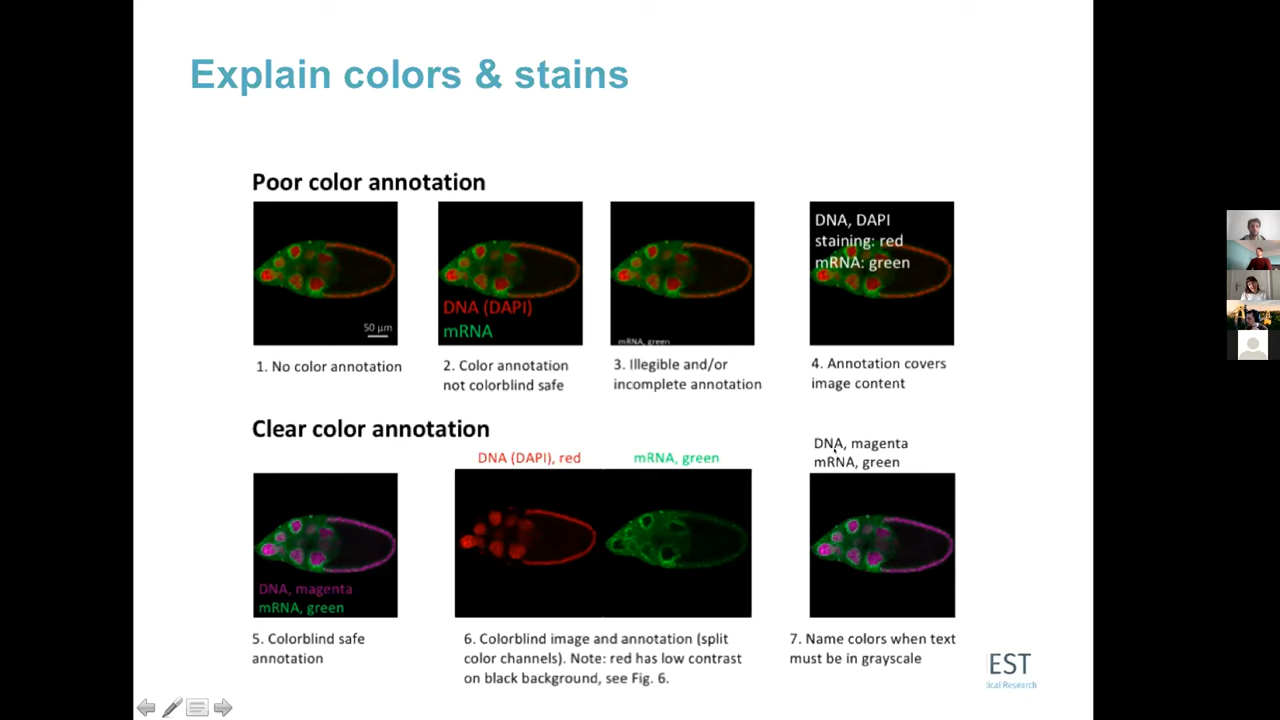 Explain colors & stains
Poor color annotation
50 µm
DNA (DAPI)
mRNA
mRNA, green
DNA, DAPI
staining: red
mRNA: green
1. No color annotation
2. Color annotation
not colorblind safe
3. Illegible and/or
incomplete annotation
4. Annotation covers
image content
Clear color annotation
DNA (DAPI), red
mRNA, green
DNA, magenta
mRNA, green
DNA, magenta
mRNA, green
5. Colorblind safe
annotation
6. Colorblind image and annotation (split
color channels). Note: red has low contrast
on black background, see Fig. 6.
7. Name colors when text
must be in grayscale
EST
ical Research